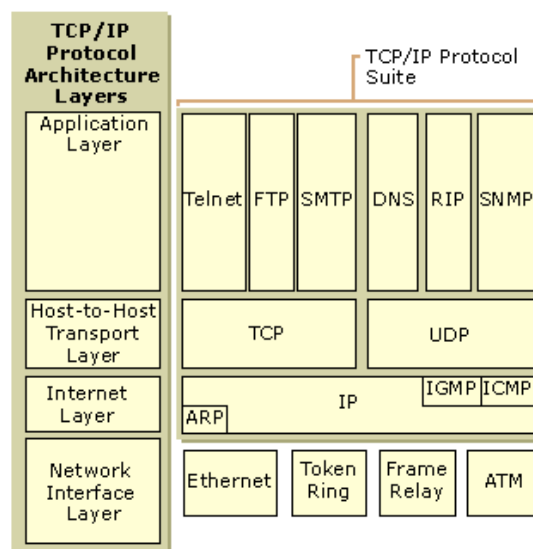 TCP/IP
Protocol
Architecture
Layers
TCP/IP Protocol
Suite
Application
Layer
Telnet FTP SMTP DNS RIP SNMP
Host-to-Host
Transport
Layer
TCP UDP
Internet
Layer
ARP IP IGMP ICMP
Network
Interface
Layer
Ethernet
Token
Ring
Frame
Relay
ATM